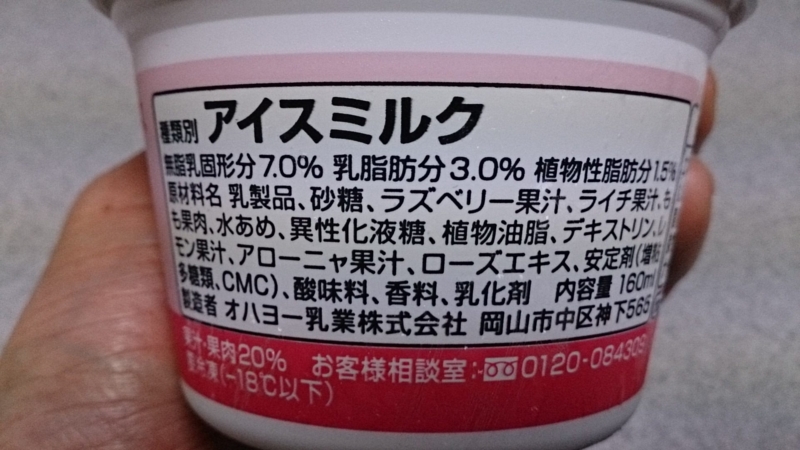 種類別 アイスミルク
無脂乳固形分7.0% 乳脂肪分3.0% 植物性脂肪分1.5%
原材料名 乳製品、砂糖、ラズベリー果汁、ライチ果汁、も
も果肉、水あめ、異性化液糖、植物油脂、デキストリン、レ
モン果汁、アローニャ果汁、ローズエキス、安定剤(増粘
多糖類、CMC)、酸味料、香料、乳化剤 内容量 160ml
製造者 オハヨー乳業株式会社 岡山市中区神下565
果汁・果肉20% お客様相談室:0120-084309
要冷凍(-18℃以下)